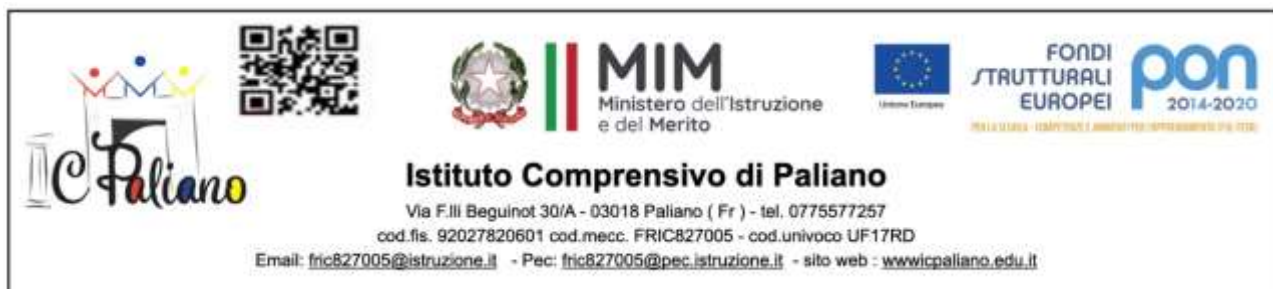 IC Paliano
MIM
Ministero dell'Istruzione
e del Merito
Unione Europea
FONDI
STRUTTURALI
EUROPEI
pon
2014-2020
Istituto Comprensivo di Paliano
Via F.lli Beguinot 30/A - 03018 Paliano ( Fr ) - tel. 0775577257
cod.fis. 92027820601 cod.mecc. FRIC827005 - cod.univoco UF17RD
Email: fric827005@istruzione.it - Pec: fric827005@pec.istruzione.it - sito web : wwwicpaliano.edu.it